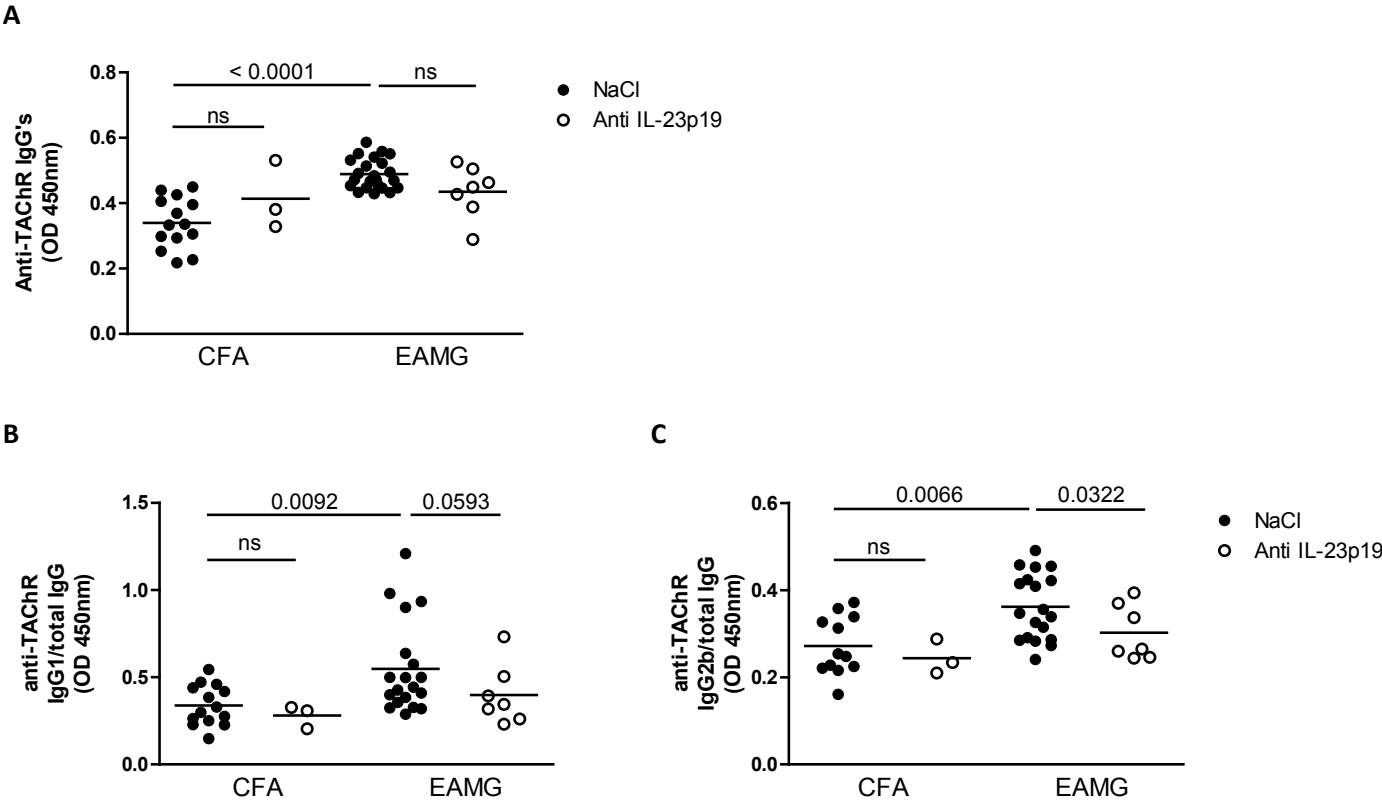 A
Anti-TAChR IgG's
(OD 450nm)
0.8
0.6
0.4
0.2
0.0
< 0.0001
ns
ns
CFA
EAMG
NaCl
Anti IL-23p19
B
anti-TAChR
IgG1/total IgG
(OD 450nm)
1.5
1.0
0.5
0.0
0.0092
0.0593
ns
CFA
EAMG
C
anti-TAChR
IgG2b/total IgG
(OD 450nm)
0.6
0.4
0.2
0.0
0.0066
0.0322
ns
CFA
EAMG
NaCl
Anti IL-23p19